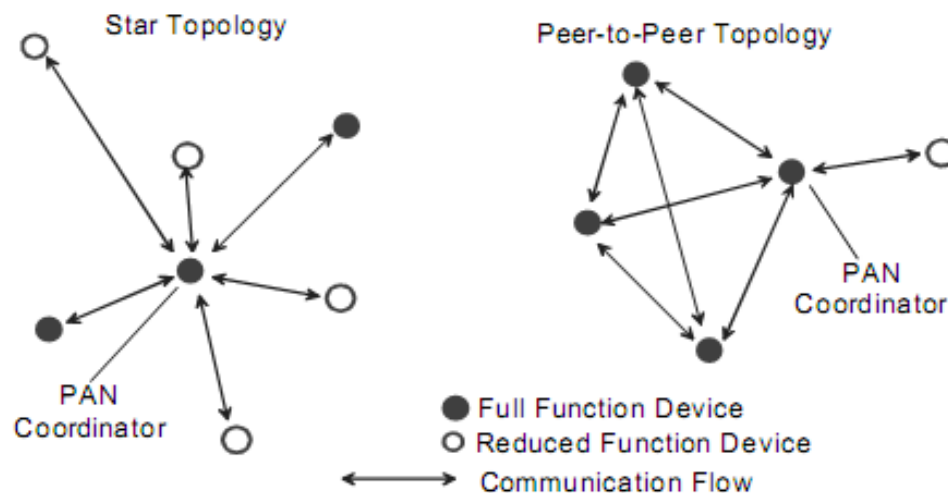 Star Topology
Peer-to-Peer Topology
PAN
Coordinator
PAN
Coordinator
Full Function Device
Reduced Function Device
Communication Flow